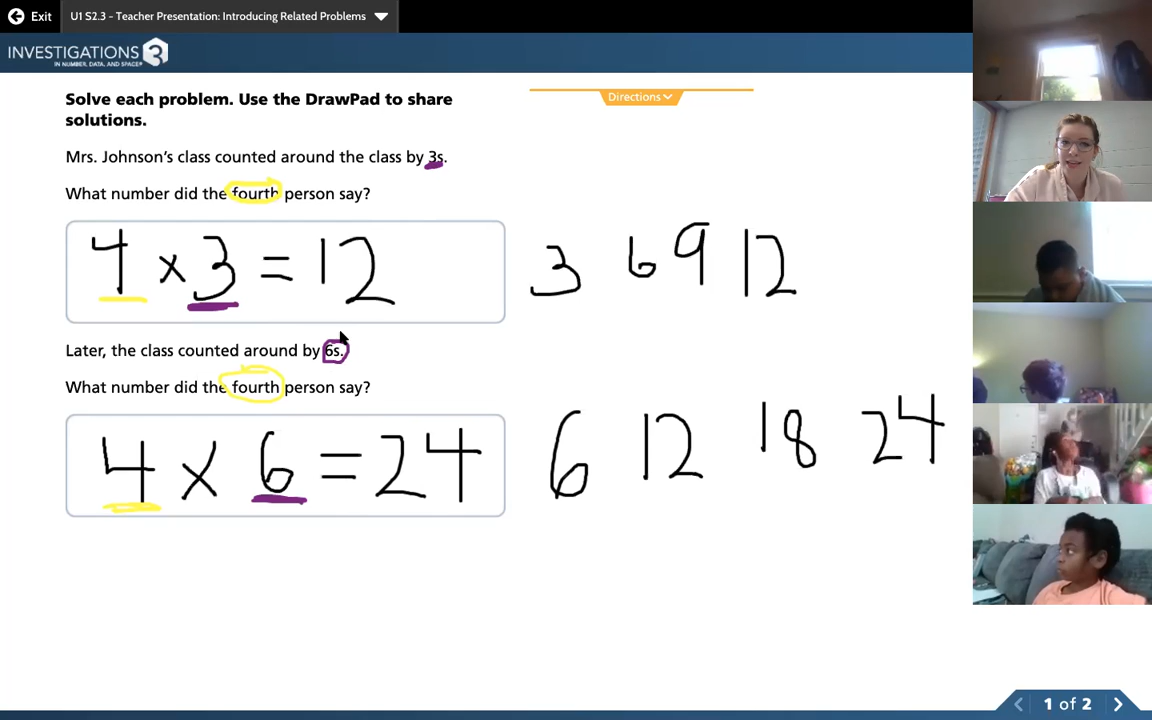 Exit U1 S2.3 - Teacher Presentation: Introducing Related Problems
INVESTIGATIONS 3
IN NUMBER, DATA, AND SPACE®
Directions
Solve each problem. Use the DrawPad to share
solutions.
Mrs. Johnson's class counted around the class by 3s.
What number did the fourth person say?
4 x 3 = 12
3 6 9 12
Later, the class counted around by 6s.
What number did the fourth person say?
4 x 6 = 24
6 12 18 24
1 of 2